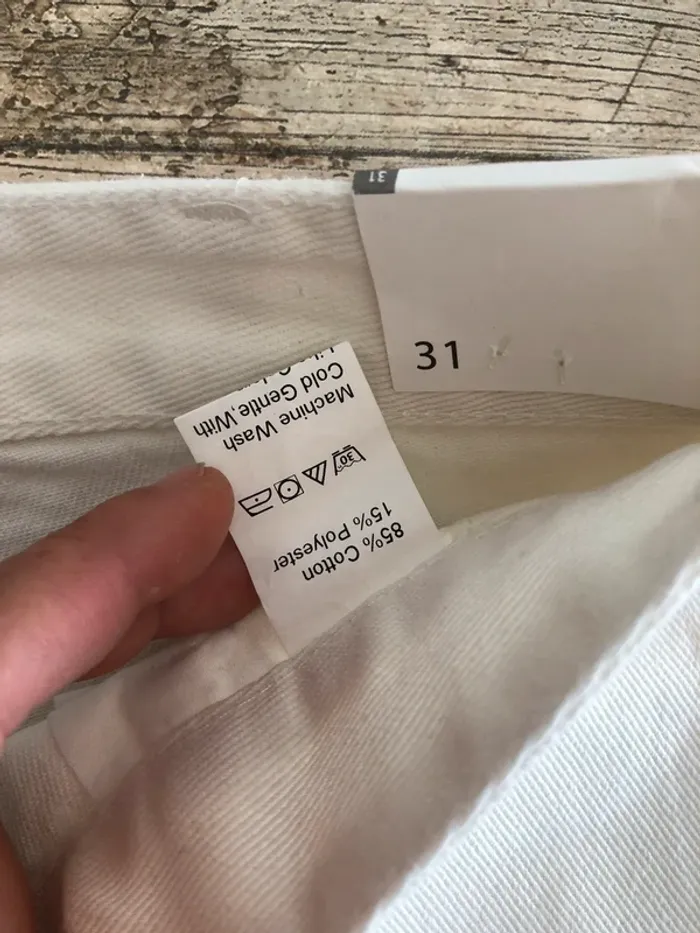 31
31
85% Cotton
15% Polyester
30°
Machine Wash
Cold Gentle,With